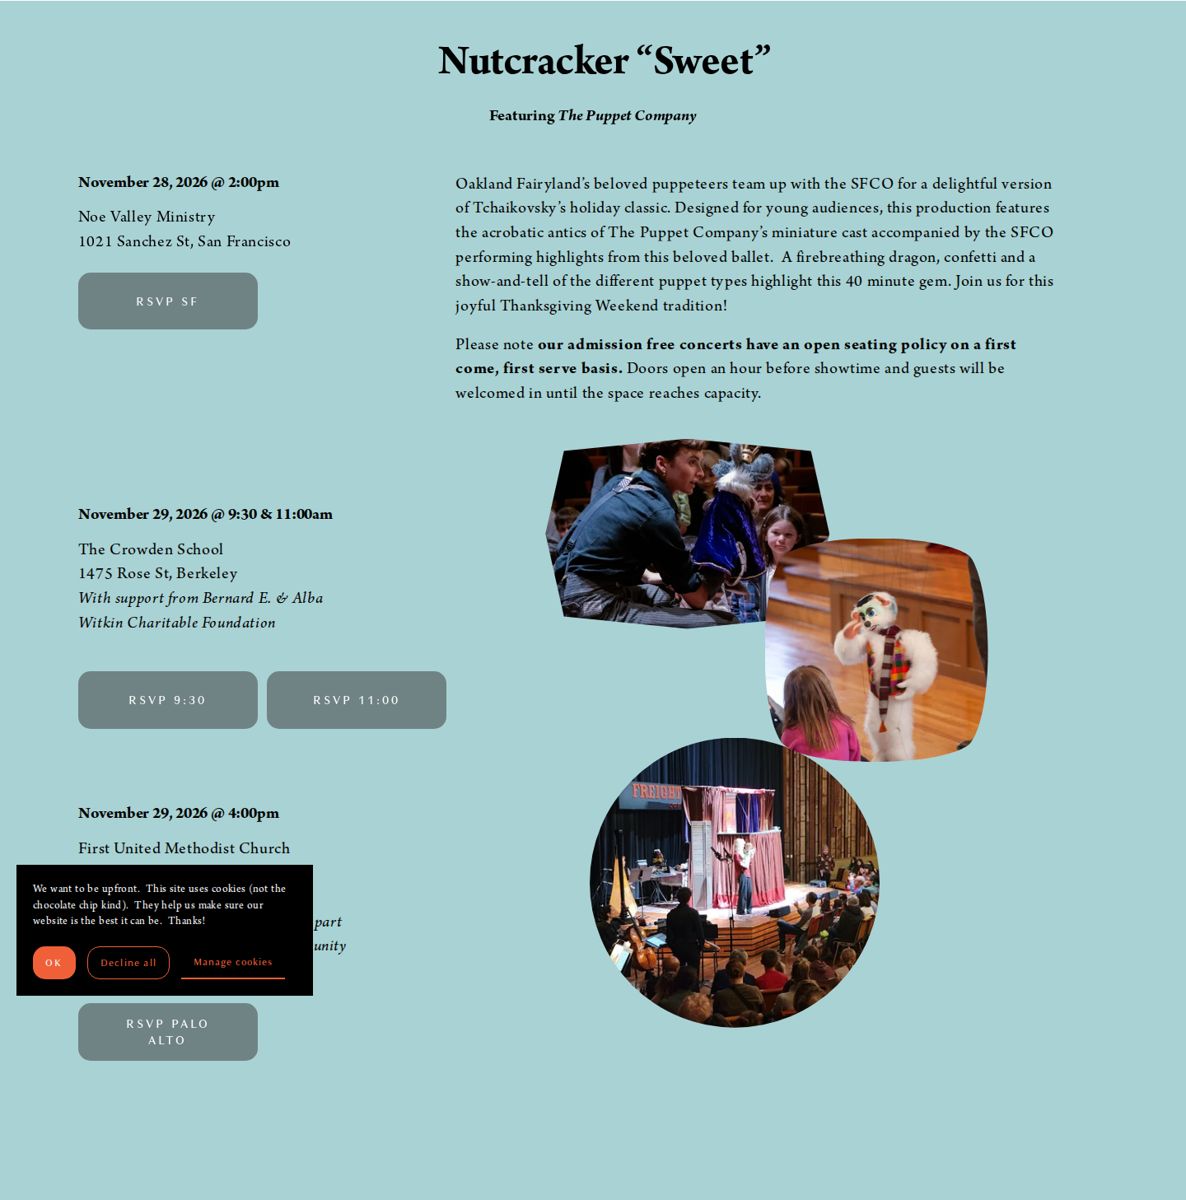 Nutcracker “Sweet”
Featuring The Puppet Company
November 28, 2026 @ 2:00pm
Noe Valley Ministry
1021 Sanchez St, San Francisco
RSVP SF
Oakland Fairyland’s beloved puppeteers team up with the SFCO for a delightful version
of Tchaikovsky’s holiday classic. Designed for young audiences, this production features
the acrobatic antics of The Puppet Company’s miniature cast accompanied by the SFCO
performing highlights from this beloved ballet.  A firebreathing dragon, confetti and a
show-and-tell of the different puppet types highlight this 40 minute gem. Join us for this
joyful Thanksgiving Weekend tradition!
Please note our admission free concerts have an open seating policy on a first
come, first serve basis. Doors open an hour before showtime and guests will be
welcomed in until the space reaches capacity.
November 29, 2026 @ 9:30 & 11:00am
The Crowden School
1475 Rose St, Berkeley
With support from Bernard E. & Alba
Witkin Charitable Foundation
RSVP 9:30
RSVP 11:00
FREIGHT
November 29, 2026 @ 4:00pm
First United Methodist Church
part
unity
We want to be upfront.  This site uses cookies (not the
chocolate chip kind).  They help us make sure our
website is the best it can be.  Thanks!
OK
Decline all
Manage cookies
RSVP PALO
ALTO